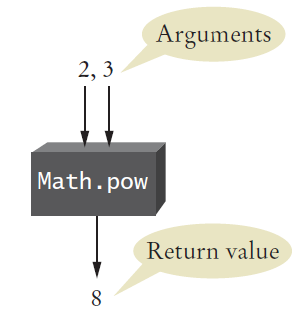 Arguments
2, 3
Math.pow
Return value
8